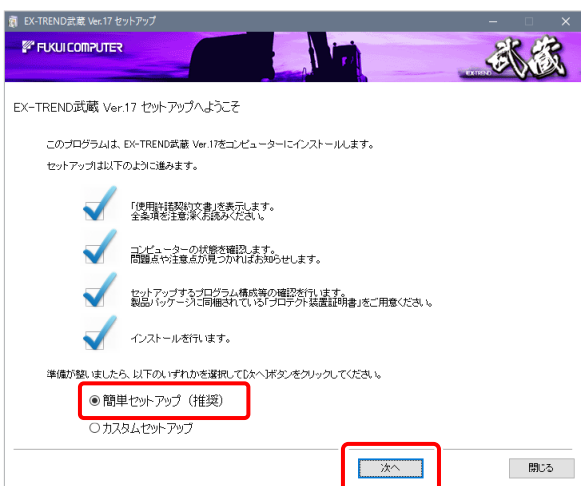 EX-TREND武蔵 Ver.17 セットアップ
FUKUI COMPUTER
武蔵
EX-TREND
EX-TREND武蔵 Ver.17 セットアップへようこそ
このプログラムは、EX-TREND武蔵 Ver.17をコンピューターにインストールします。
セットアップは以下のように進みます。
「使用許諾契約文書」を表示します。
全条項を注意深くお読みください。
コンピューターの状態を確認します。
問題点や注意点が見つかればお知らせします。
セットアップするプログラム構成等の確認を行います。
製品パッケージに同梱されている「プロテクト装置証明書」をご用意ください。
インストールを行います。
準備が整いましたら、以下のいずれかを選択して[次へ]ボタンをクリックしてください。
簡単セットアップ（推奨）
カスタムセットアップ
次へ
閉じる